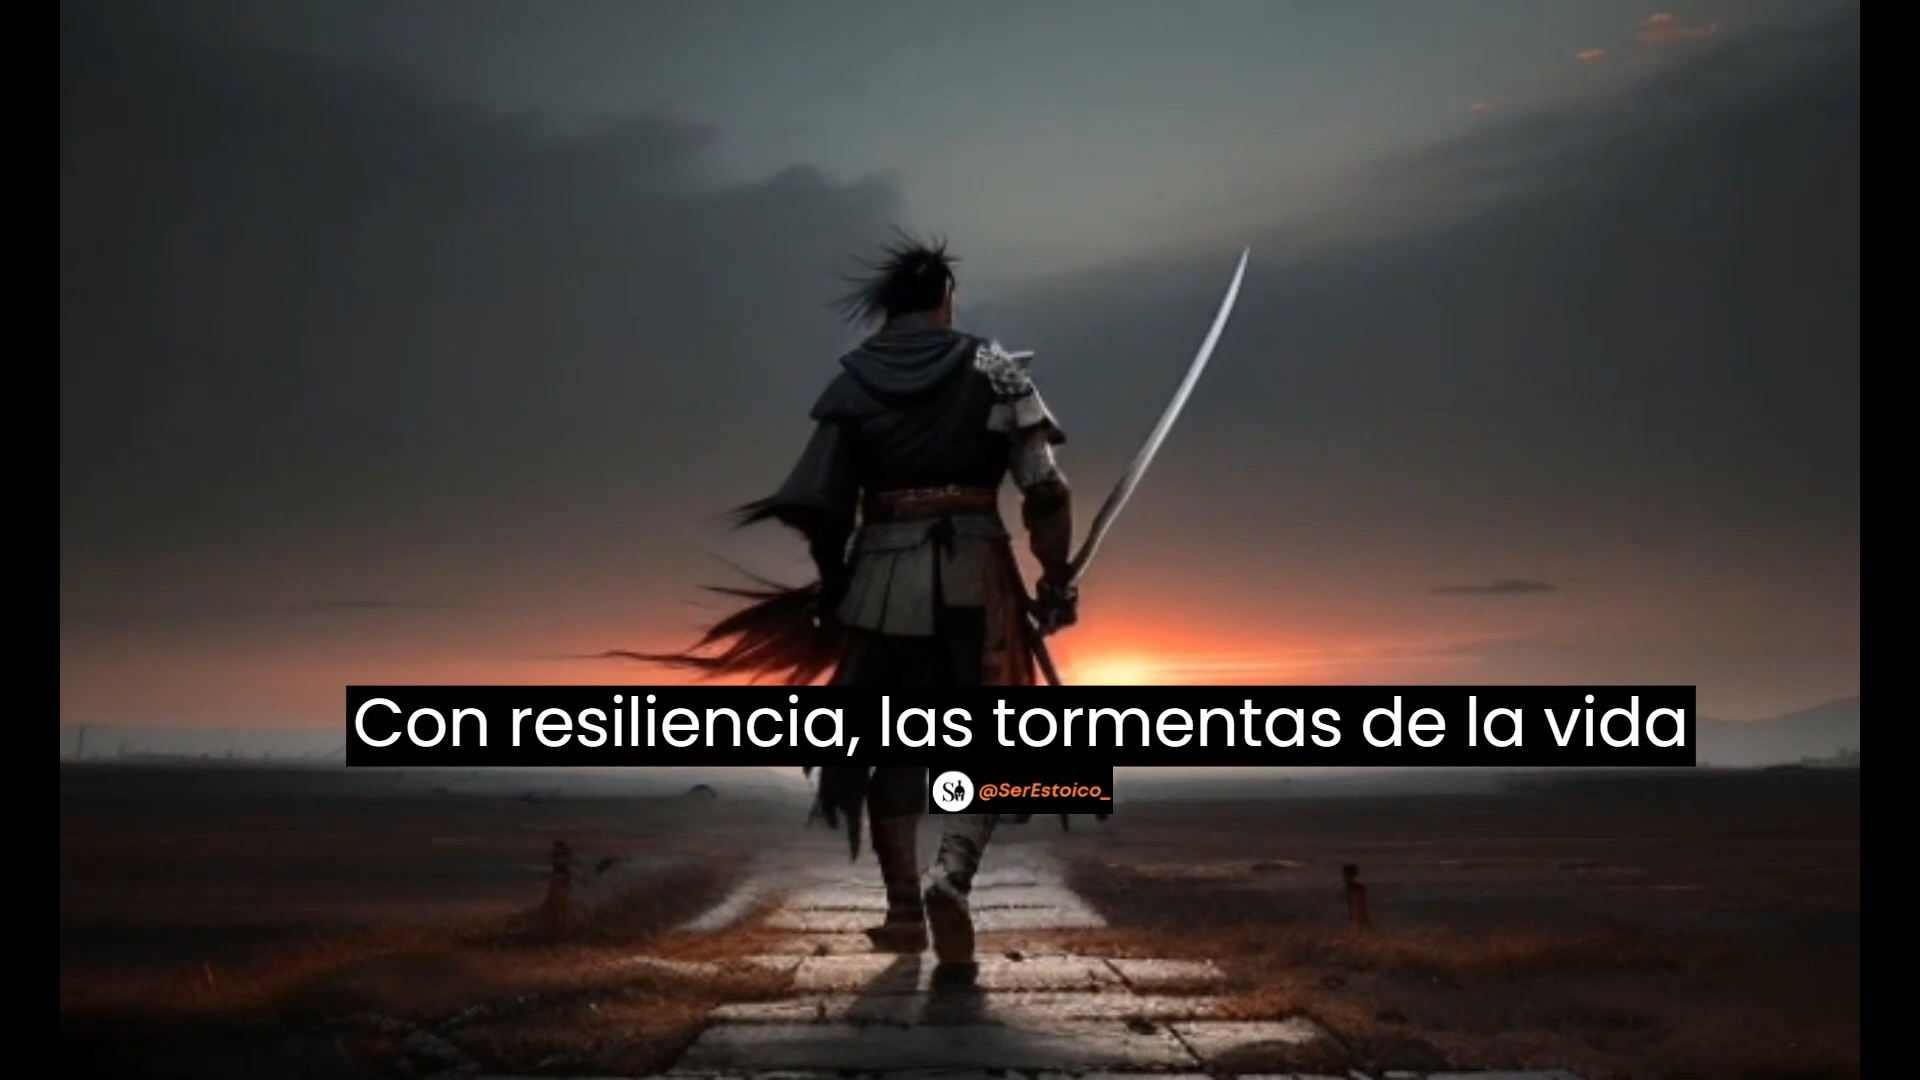 Con resiliencia, las tormentas de la vida
@SerEstoico_